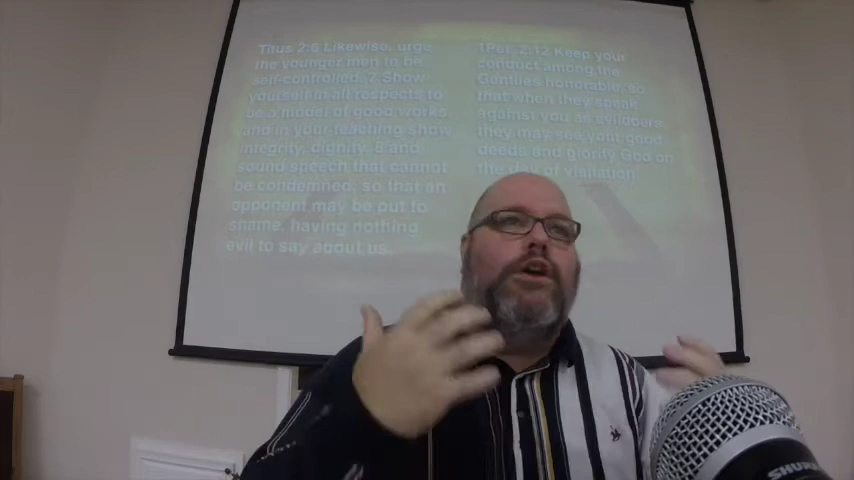 Titus 2:6 Likewise, urge
the younger men to be
self-controlled. 7 Show
yourself in all respects to
be a model of good works
and in your teaching show
integrity, dignity, 8 and
sound speech that cannot
be condemned, so that an
opponent may be put to
shame, having nothing
evil to say about us.
1Pet. 2:12 Keep your
conduct among the
Gentiles honorable, so
that when they speak
against you as evildoers,
they may see your good
deeds and glorify God on
the day of visitation
SHURE